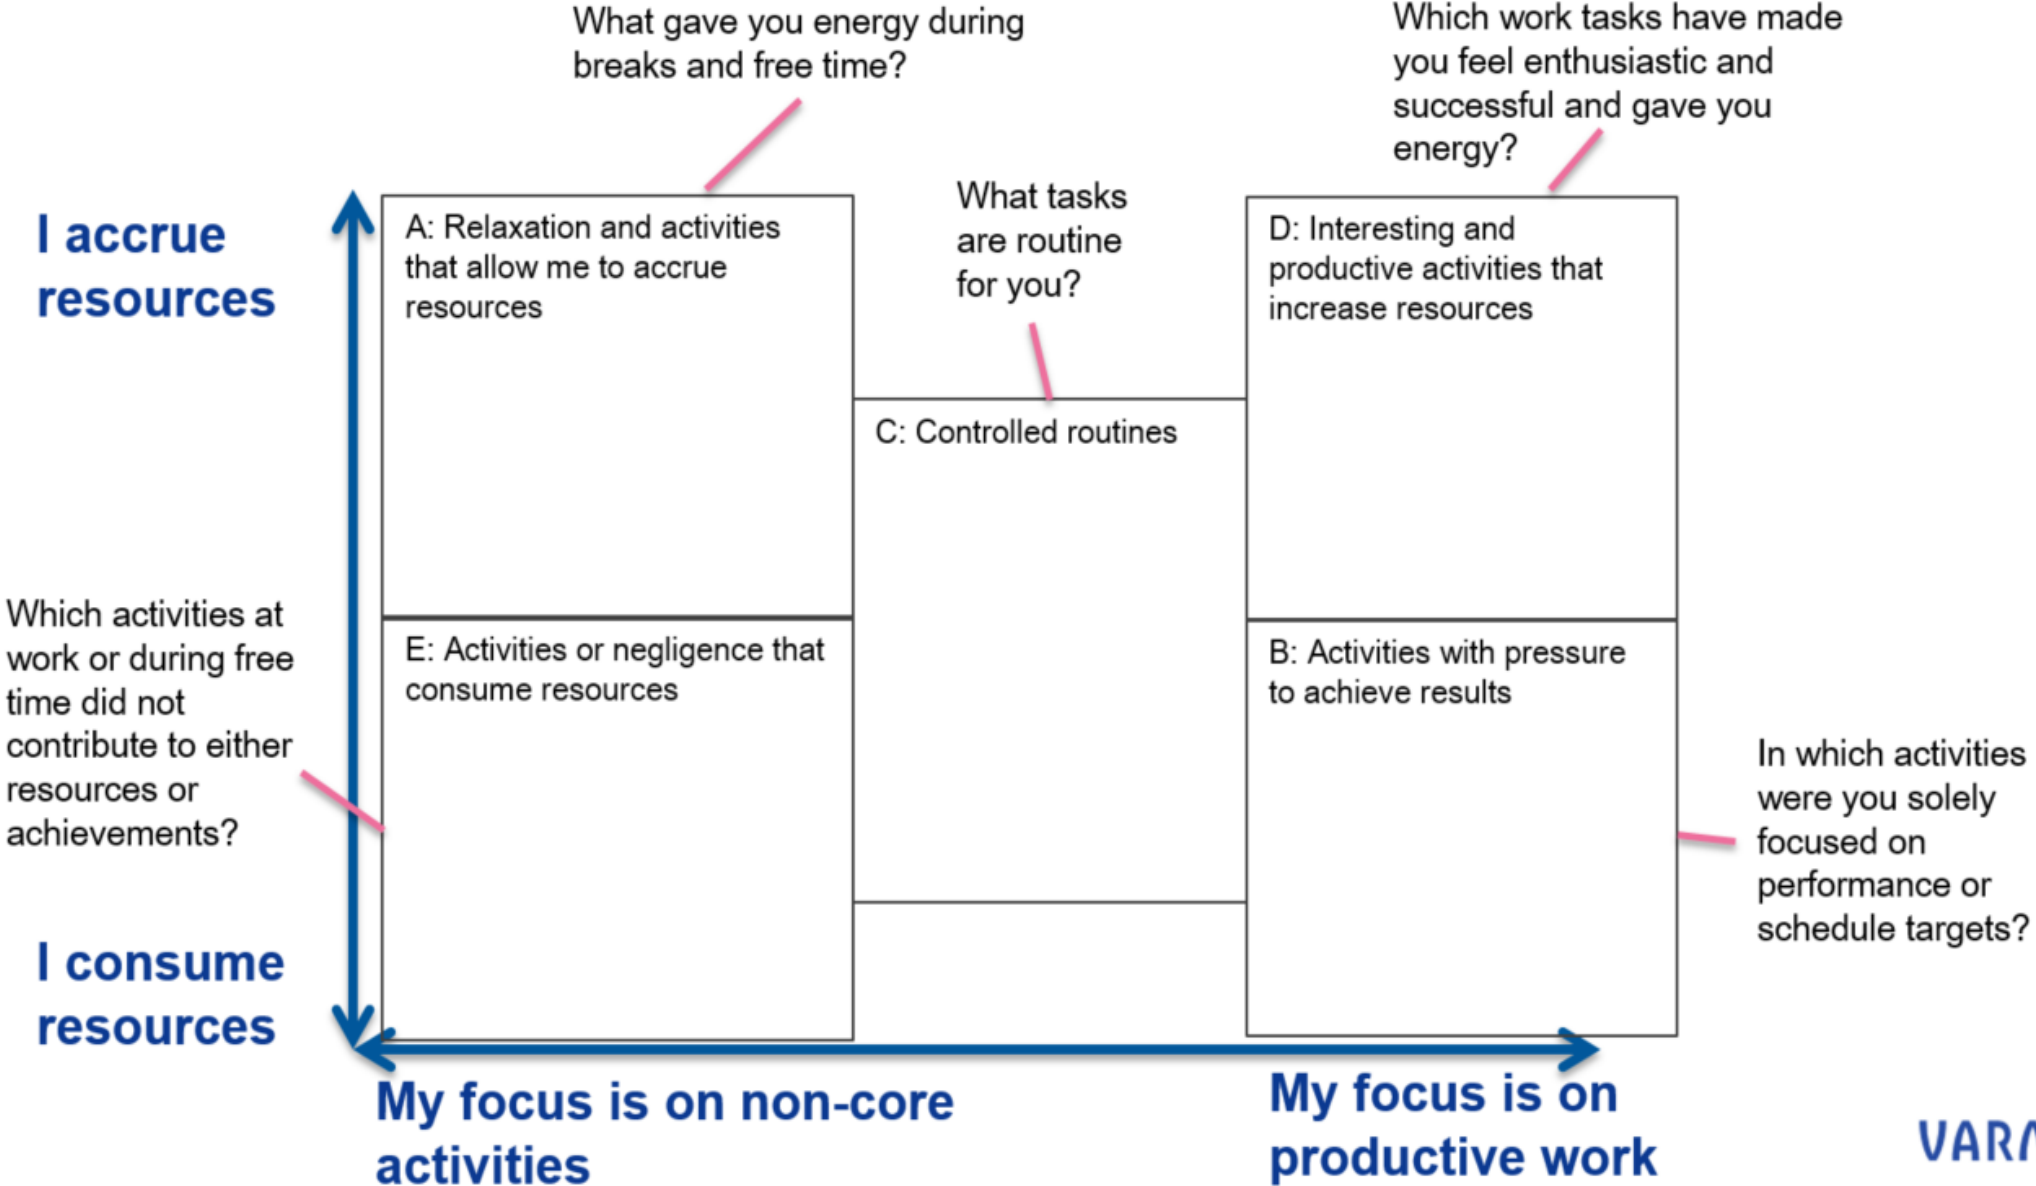 What gave you energy during
breaks and free time?
Which work tasks have made
you feel enthusiastic and
successful and gave you
energy?
What tasks
are routine
for you?
I accrue
resources
A: Relaxation and activities
that allow me to accrue
resources
D: Interesting and
productive activities that
increase resources
C: Controlled routines
Which activities at
work or during free
time did not
contribute to either
resources or
achievements?
E: Activities or negligence that
consume resources
B: Activities with pressure
to achieve results
In which activities
were you solely
focused on
performance or
schedule targets?
I consume
resources
My focus is on non-core
activities
My focus is on
productive work